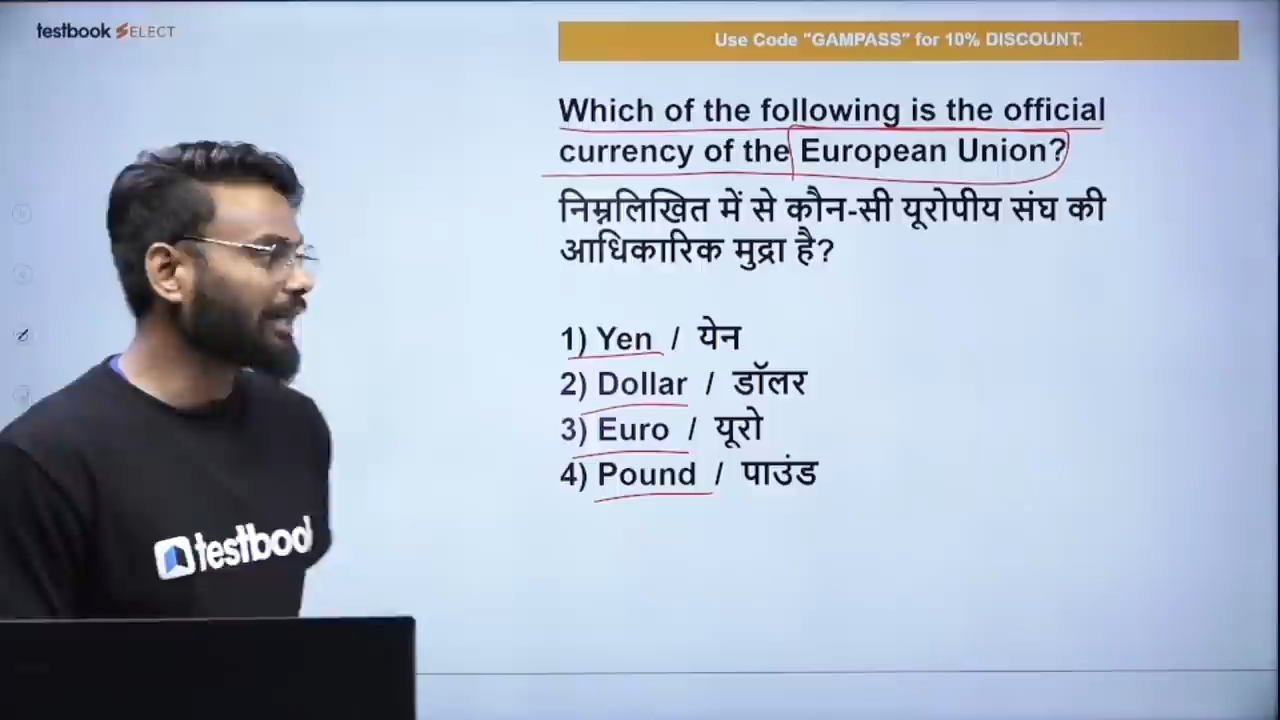 testbook SELECT
Use Code "GAMPASS" for 10% DISCOUNT.
Which of the following is the official
currency of the European Union?
निम्नलिखित में से कौन-सी यूरोपीय संघ की
आधिकारिक मुद्रा है?
1) Yen / येन
2) Dollar / डॉलर
3) Euro / यूरो
4) Pound / पाउंड
testbook